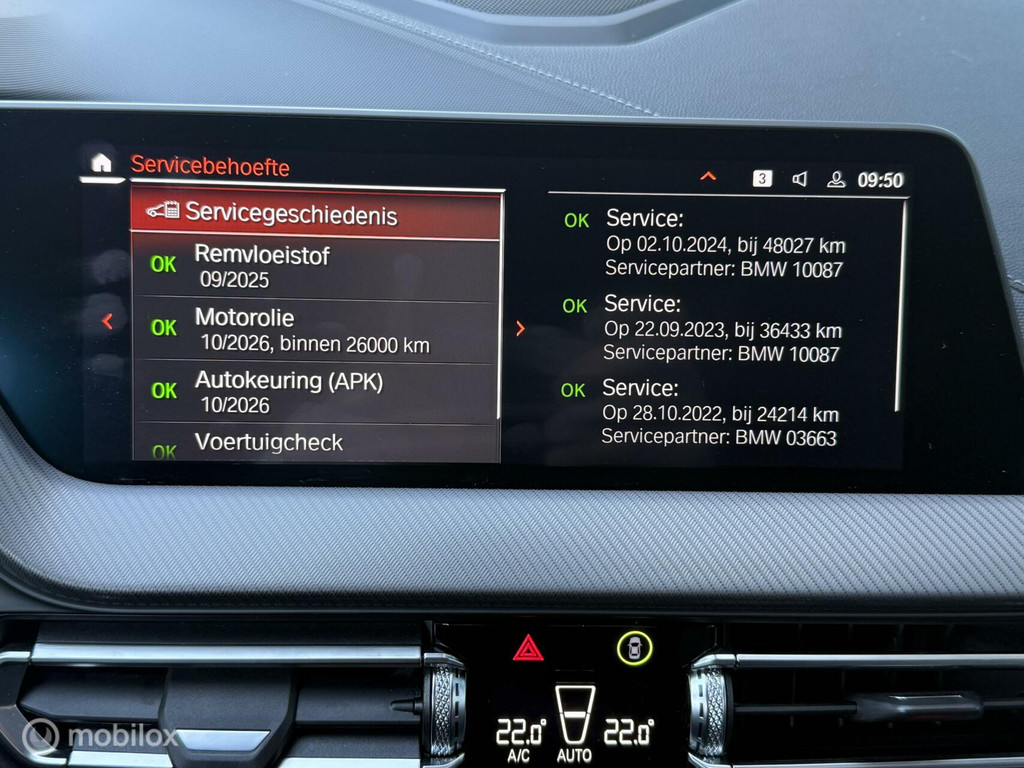 Servicebehoefte
3 09:50
Servicegeschiedenis
OK Remvloeistof
09/2025
OK Motorolie
10/2026, binnen 26000 km
OK Autokeuring (APK)
10/2026
OK Voertuigcheck
OK Service:
Op 02.10.2024, bij 48027 km
Servicepartner: BMW 10087
OK Service:
Op 22.09.2023, bij 36433 km
Servicepartner: BMW 10087
OK Service:
Op 28.10.2022, bij 24214 km
Servicepartner: BMW 03663
22.0° 22.0°
A/C AUTO
mobilox